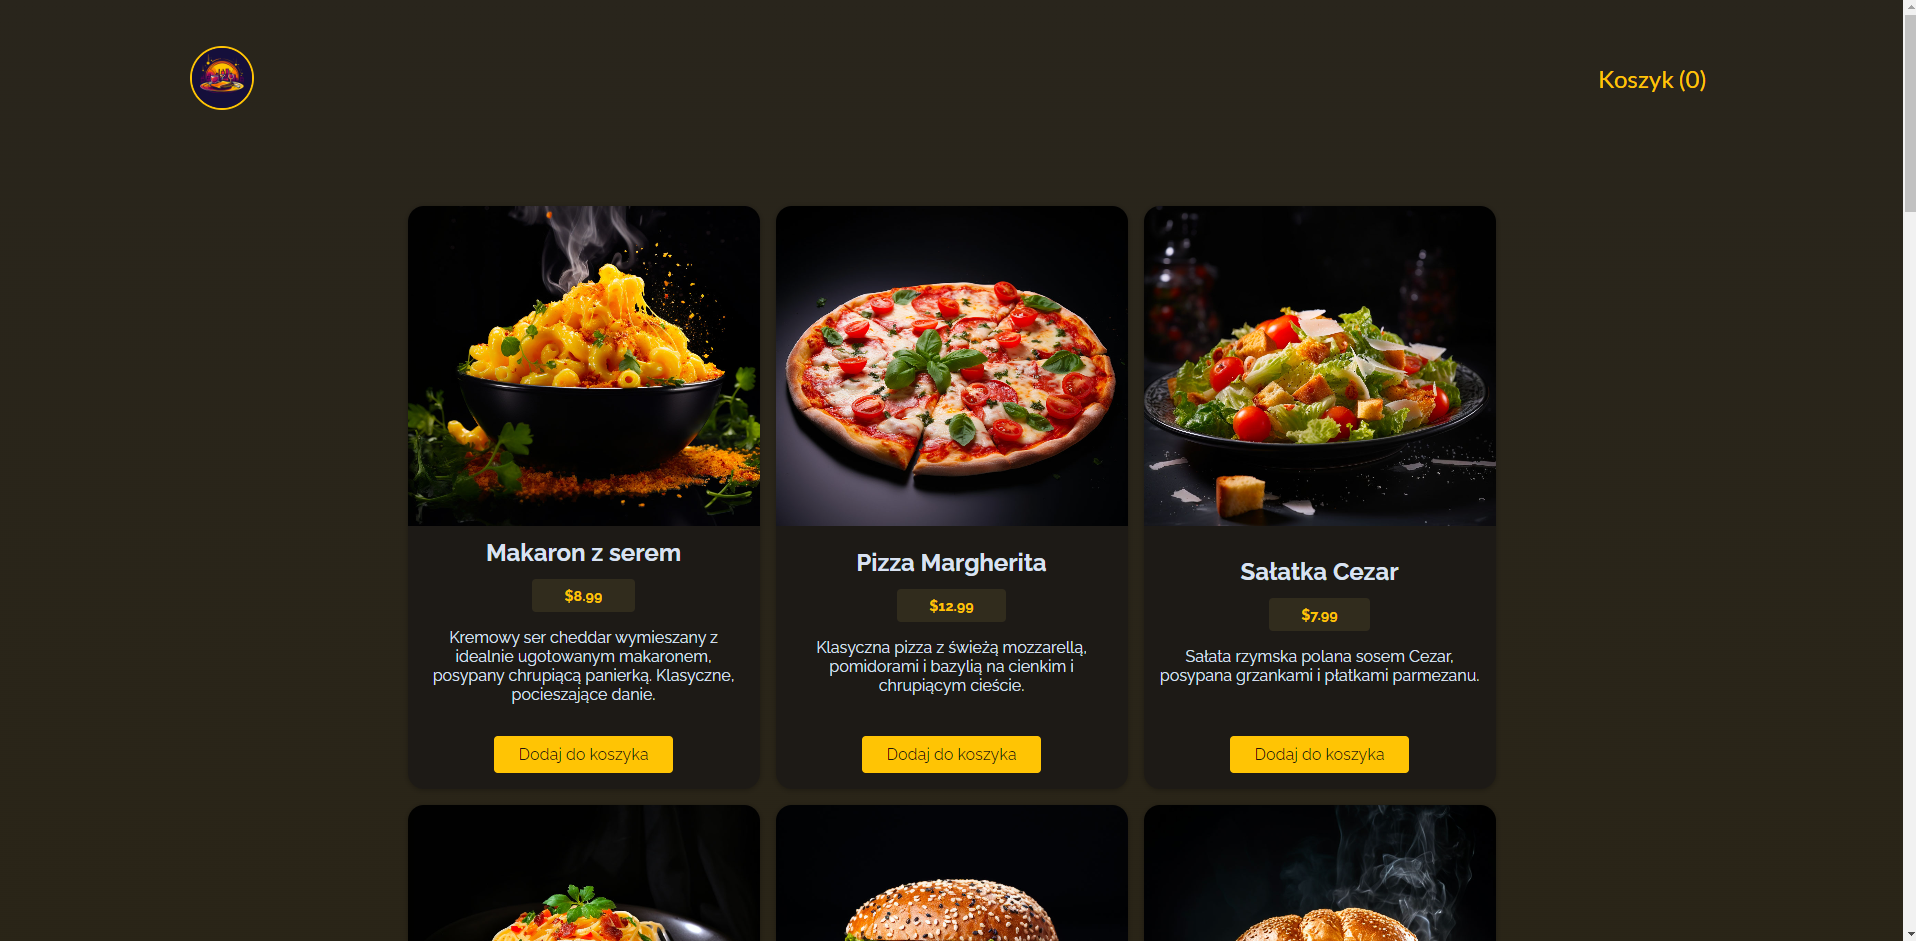 Koszyk (0)
Makaron z serem
$8.99
Kremowy ser cheddar wymieszany z
idealnie ugotowanym makaronem,
posypany chrupiącą panierką. Klasyczne,
pocieszające danie.
Dodaj do koszyka
Pizza Margherita
$12.99
Klasyczna pizza z świeżą mozzarellą,
pomidorami i bazylią na cienkim i
chrupiącym cieście.
Dodaj do koszyka
Sałatka Cezar
$7.99
Sałata rzymska polana sosem Cezar,
posypana grzankami i płatkami parmezanu.
Dodaj do koszyka